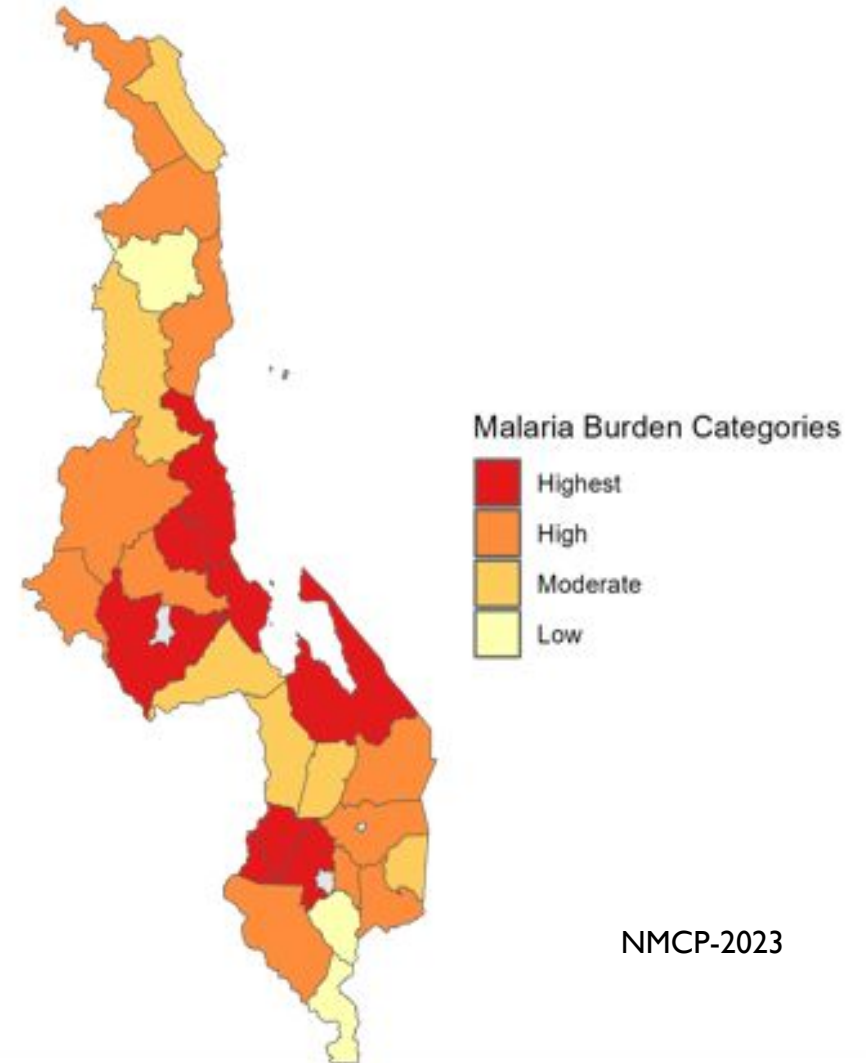 Malaria Burden Categories
Highest
High
Moderate
Low
NMCP-2023